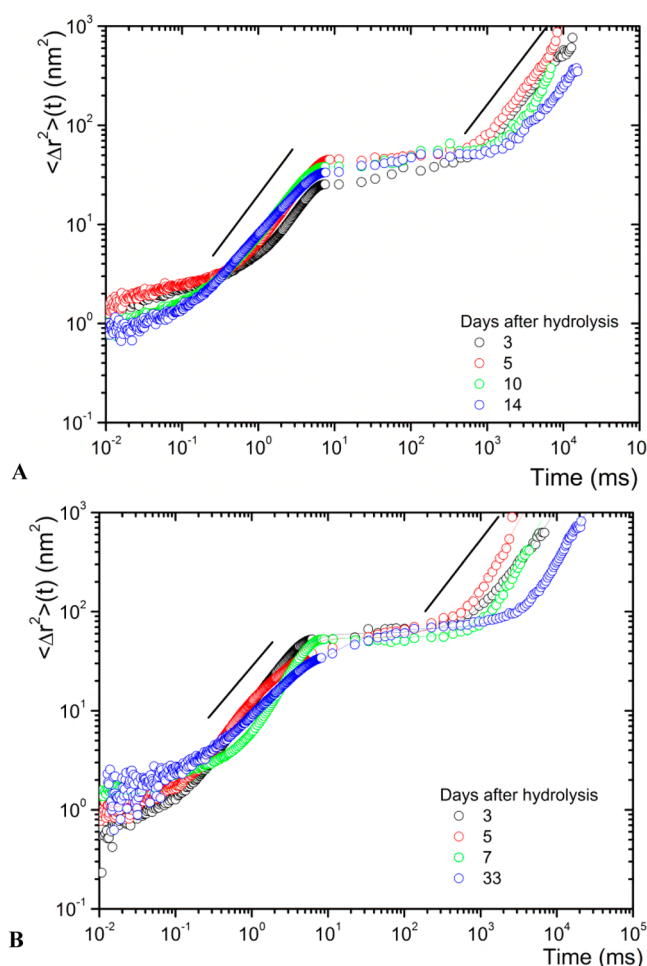 10³
10²
10¹
10⁰
10⁻¹
<Δr²>(t) (nm²)
Days after hydrolysis
3
5
10
14
10⁻² 10⁻¹ 10⁰ 10¹ 10² 10³ 10⁴ 10
Time (ms)
A
10³
10²
10¹
10⁰
10⁻¹
<Δr²>(t) (nm²)
Days after hydrolysis
3
5
7
33
10⁻² 10⁻¹ 10⁰ 10¹ 10² 10³ 10⁴ 10⁵
Time (ms)
B